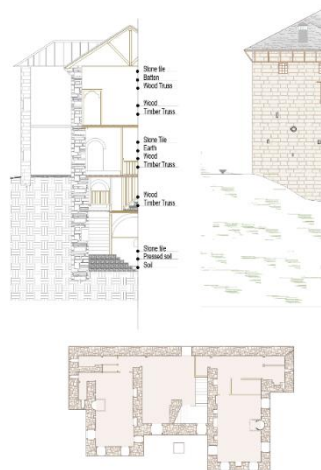 Stone tile
Batten
Wood Truss
Wood
Timber Truss
Stone Tile
Earth
Wood
Timber Truss
Wood
Timber Truss
Stone tile
Pressed soil
Soil